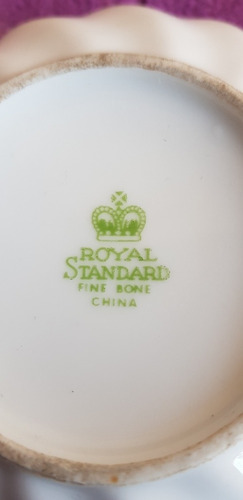 ROYAL
STANDARD
FINE BONE
CHINA